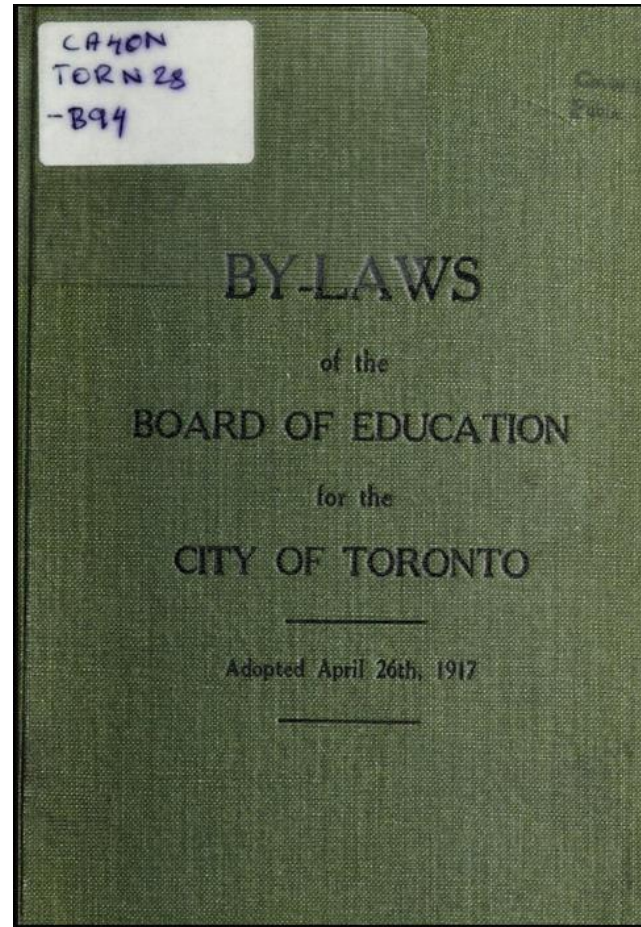 CA4ON
TORN28
-B94
BY-LAWS
of the
BOARD OF EDUCATION
for the
CITY OF TORONTO
Adopted April 26th, 1917